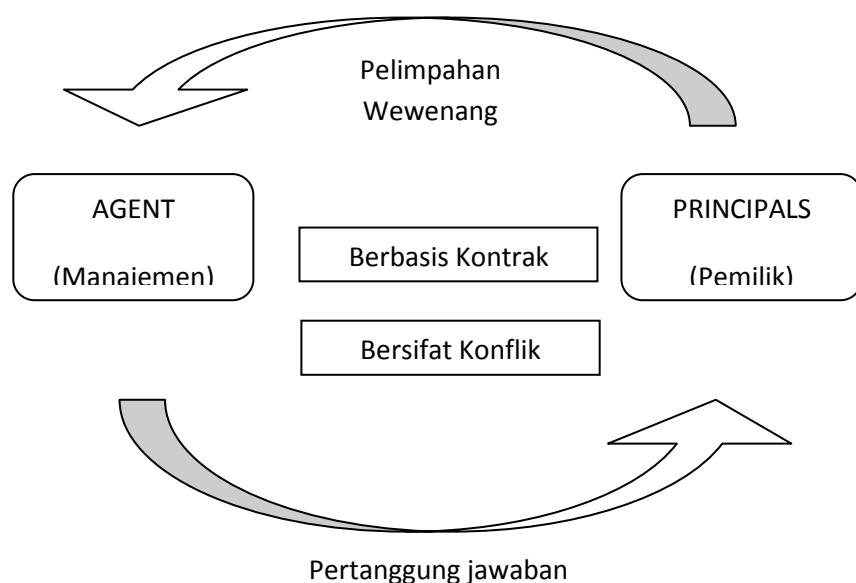 Pelimpahan
Wewenang
AGENT
(Manajemen)
PRINCIPALS
(Pemilik)
Berbasis Kontrak
Bersifat Konflik
Pertanggung jawaban